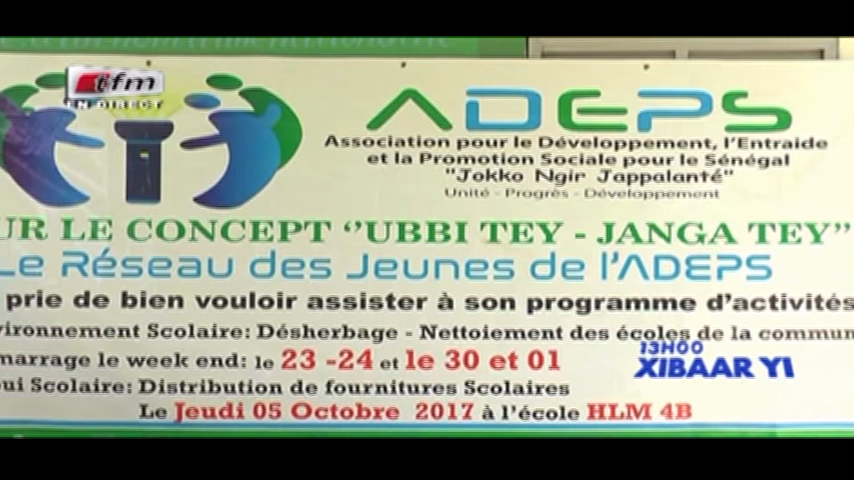 tfm
EN DIRECT
ADEPS
Association pour le Développement, l'Entraide
et la Promotion Sociale pour le Sénégal
"Jokko Ngir Jappalanté"
Unité - Progrès - Développement
UR LE CONCEPT "UBBI TEY - JANGA TEY"
Le Réseau des Jeunes de l'ADEPS
prie de bien vouloir assister à son programme d'activités
vironnement Scolaire: Désherbage - Nettoiement des écoles de la commun
marrage le week end: le 23 -24 et le 30 et 01
13H00
XIBAAR YI
ui Scolaire: Distribution de fournitures Scolaires
Le Jeudi 05 Octobre 2017 à l'école HLM 4B